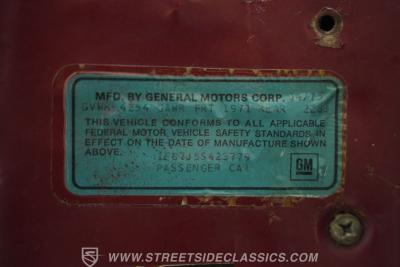 MFD. BY GENERAL MOTORS CORP.
GVWR 4254 GAWR FRT 1971 REAR
THIS VEHICLE CONFORMS TO ALL APPLICABLE
FEDERAL MOTOR VEHICLE SAFETY STANDARDS IN
EFFECT ON THE DATE OF MANUFACTURE SHOWN
ABOVE.
1Z67J5S423779
PASSENGER CAR
GM
WWW.STREETSIDECLASSICS.COM